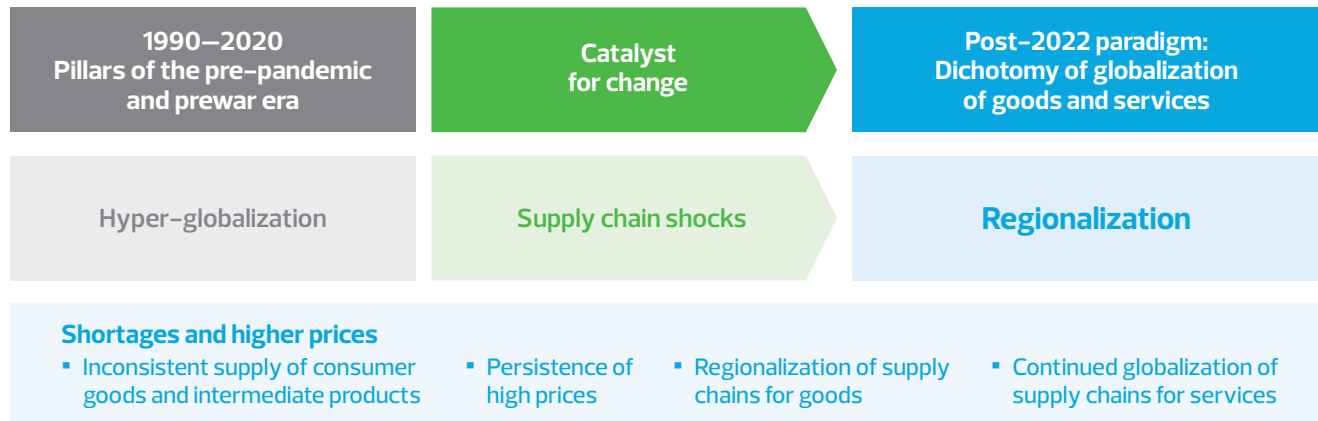 1990–2020
Pillars of the pre-pandemic
and prewar era
Catalyst
for change
Post-2022 paradigm:
Dichotomy of globalization
of goods and services
Hyper-globalization
Supply chain shocks
Regionalization
Shortages and higher prices
▪ Inconsistent supply of consumer
goods and intermediate products
▪ Persistence of
high prices
▪ Regionalization of supply
chains for goods
▪ Continued globalization of
supply chains for services